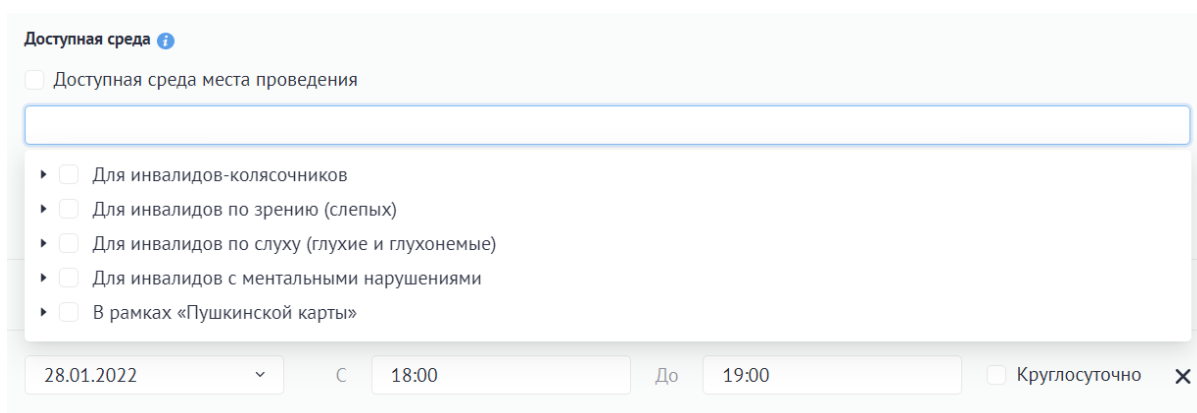 Доступная среда
Доступная среда места проведения
Для инвалидов-колясочников
Для инвалидов по зрению (слепых)
Для инвалидов по слуху (глухие и глухонемые)
Для инвалидов с ментальными нарушениями
В рамках «Пушкинской карты»
28.01.2022 С 18:00 До 19:00 Круглосуточно